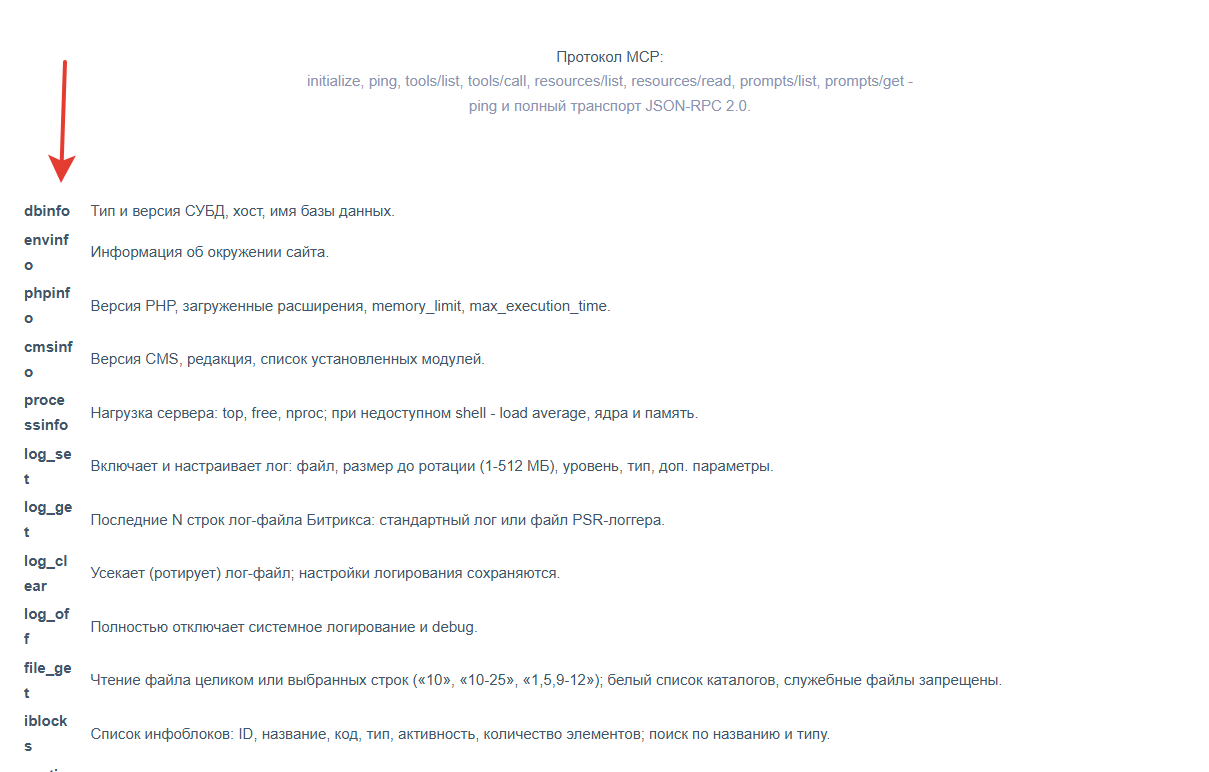 Протокол MCP:
initialize, ping, tools/list, tools/call, resources/list, resources/read, prompts/list, prompts/get -
ping и полный транспорт JSON-RPC 2.0.
dbinfo Тип и версия СУБД, хост, имя базы данных.
envinf
o
Информация об окружении сайта.
phpinf
o
Версия PHP, загруженные расширения, memory_limit, max_execution_time.
cmsinf
o
Версия CMS, редакция, список установленных модулей.
proce
ssinfo
Нагрузка сервера: top, free, nproc; при недоступном shell - load average, ядра и память.
log_se
t
Включает и настраивает лог: файл, размер до ротации (1-512 МБ), уровень, тип, доп. параметры.
log_ge
t
Последние N строк лог-файла Битрикса: стандартный лог или файл PSR-логгера.
log_cl
ear
Усекает (ротирует) лог-файл; настройки логирования сохраняются.
log_of
f
Полностью отключает системное логирование и debug.
file_ge
t
Чтение файла целиком или выбранных строк («10», «10-25», «1,5,9-12»); белый список каталогов, служебные файлы запрещены.
iblock
s
Список инфоблоков: ID, название, код, тип, активность, количество элементов; поиск по названию и типу.